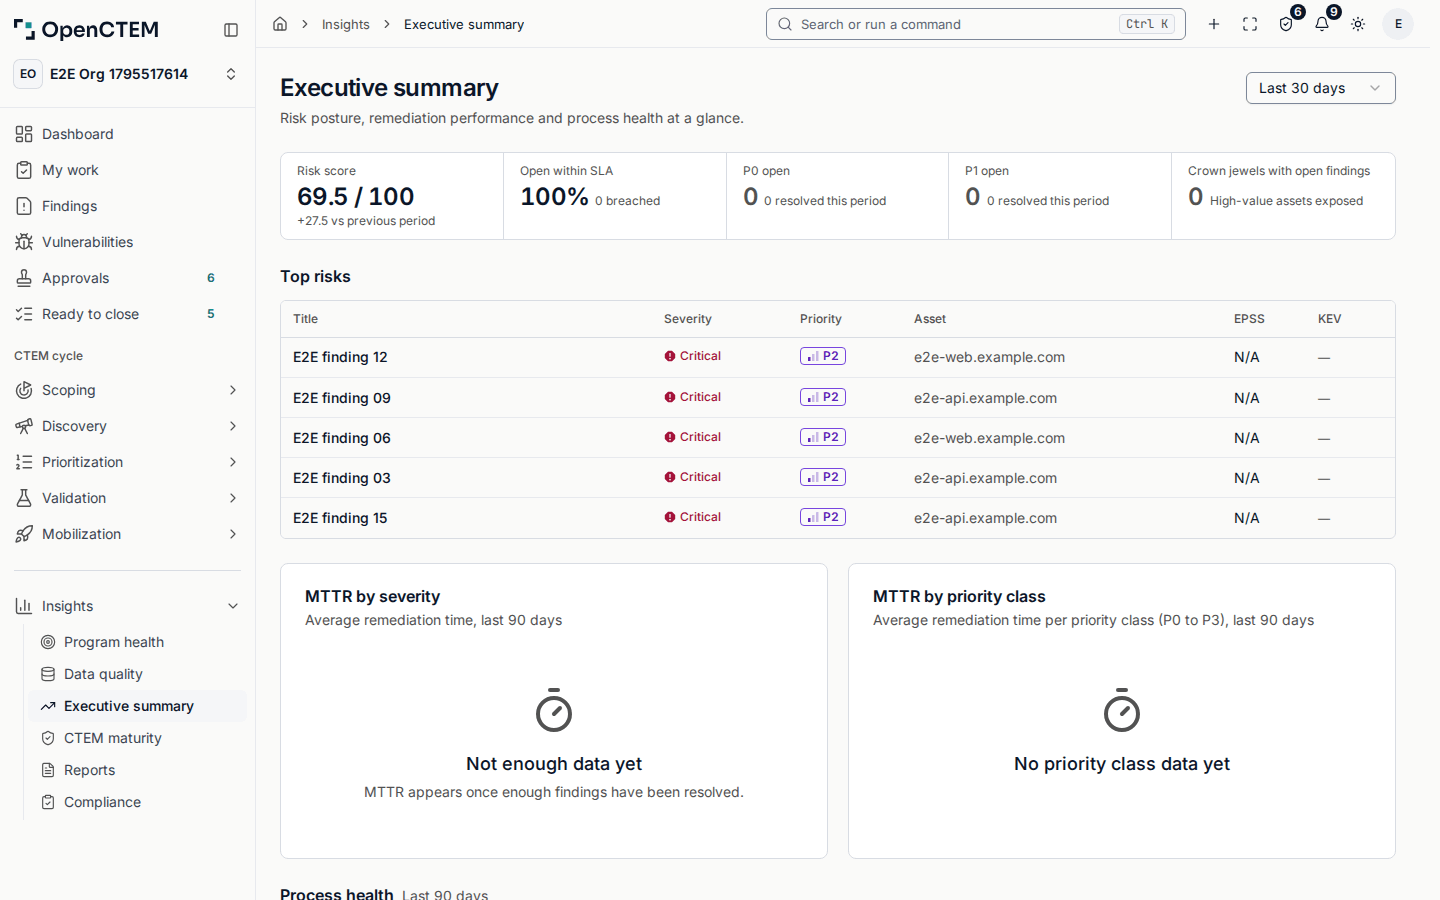 OpenCTEM
EO E2E Org 1795517614
Dashboard
My work
Findings
Vulnerabilities
Approvals 6
Ready to close 5
CTEM cycle
Scoping
Discovery
Prioritization
Validation
Mobilization
Insights
Program health
Data quality
Executive summary
CTEM maturity
Reports
Compliance
Insights Executive summary
Search or run a command Ctrl K
6 9 E
Executive summary
Last 30 days
Risk posture, remediation performance and process health at a glance.
Risk score
69.5 / 100
+27.5 vs previous period
Open within SLA
100% 0 breached
P0 open
0 0 resolved this period
P1 open
0 0 resolved this period
Crown jewels with open findings
0 High-value assets exposed
Top risks
Title Severity Priority Asset EPSS KEV
E2E finding 12 Critical P2 e2e-web.example.com N/A —
E2E finding 09 Critical P2 e2e-api.example.com N/A —
E2E finding 06 Critical P2 e2e-web.example.com N/A —
E2E finding 03 Critical P2 e2e-api.example.com N/A —
E2E finding 15 Critical P2 e2e-api.example.com N/A —
MTTR by severity
Average remediation time, last 90 days
Not enough data yet
MTTR appears once enough findings have been resolved.
MTTR by priority class
Average remediation time per priority class (P0 to P3), last 90 days
No priority class data yet
Process health Last 90 days